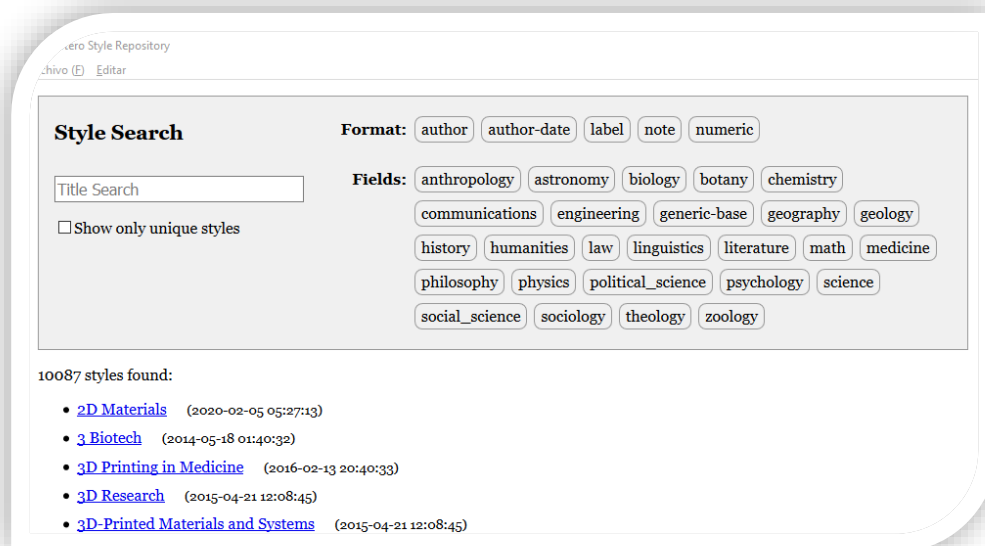 Style Repository
(F) Editar
Style Search
Title Search
Show only unique styles
Format: author author-date label note numeric
Fields: anthropology astronomy biology botany chemistry
communications engineering generic-base geography geology
history humanities law linguistics literature math medicine
philosophy physics political_science psychology science
social_science sociology theology zoology
10087 styles found:
• 2D Materials (2020-02-05 05:27:13)
• 3 Biotech (2014-05-18 01:40:32)
• 3D Printing in Medicine (2016-02-13 20:40:33)
• 3D Research (2015-04-21 12:08:45)
• 3D-Printed Materials and Systems (2015-04-21 12:08:45)